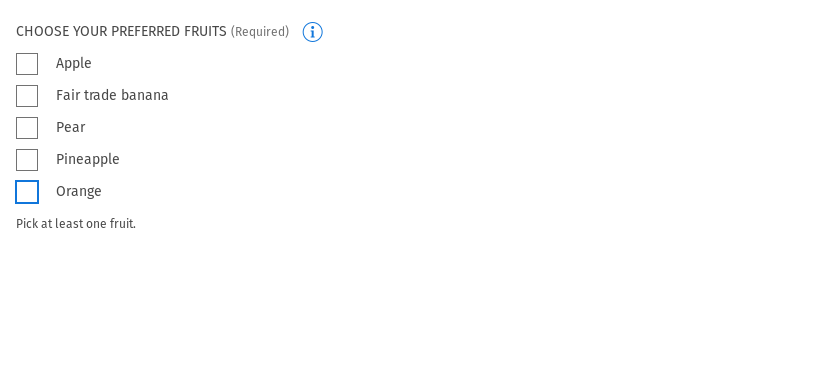 CHOOSE YOUR PREFERRED FRUITS (Required)
Apple
Fair trade banana
Pear
Pineapple
Orange
Pick at least one fruit.